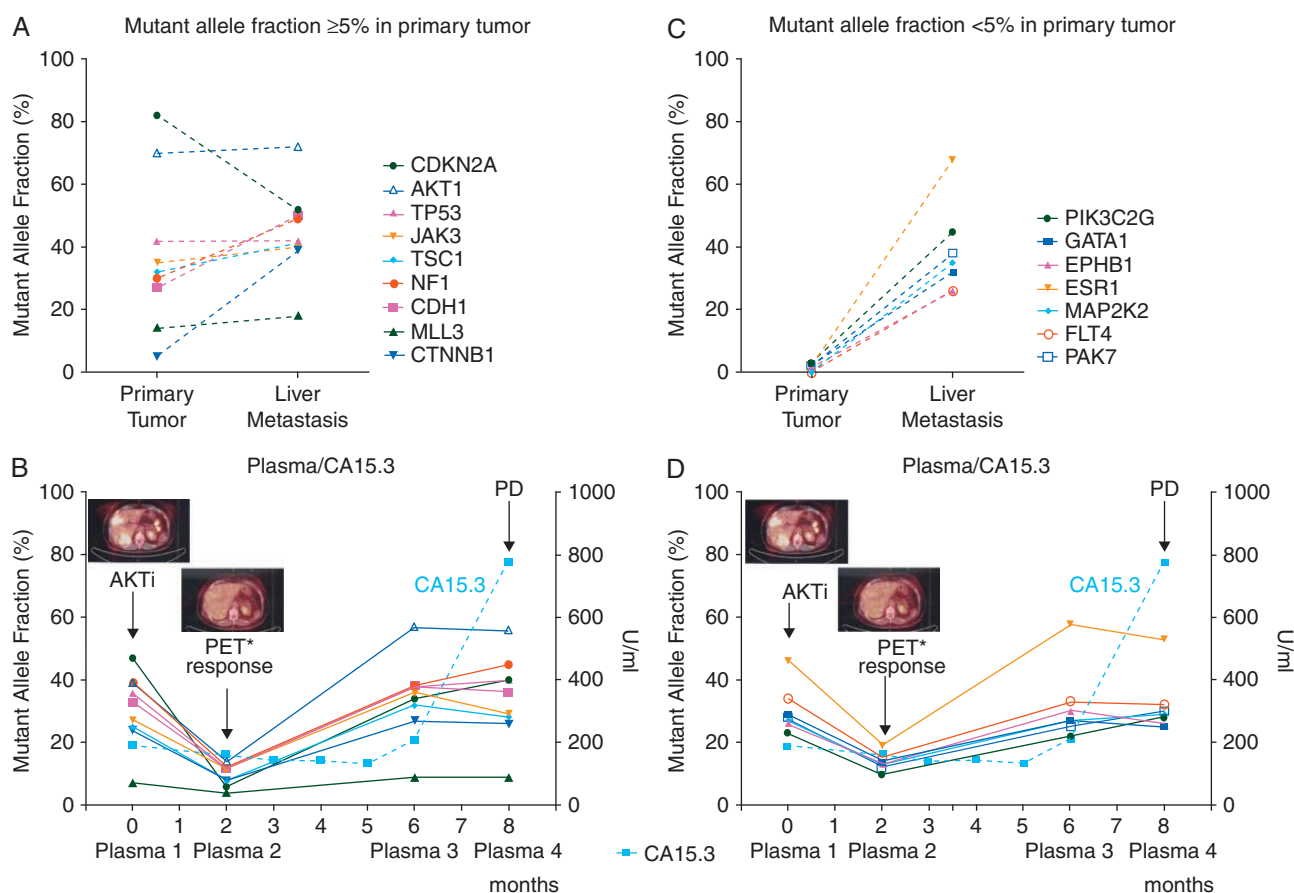 A
Mutant allele fraction ≥5% in primary tumor
Mutant Allele Fraction (%)
100
80
60
40
20
0
Primary
Tumor
Liver
Metastasis
CDKN2A
AKT1
TP53
JAK3
TSC1
NF1
CDH1
MLL3
CTNNB1
C
Mutant allele fraction <5% in primary tumor
Mutant Allele Fraction (%)
100
80
60
40
20
0
Primary
Tumor
Liver
Metastasis
PIK3C2G
GATA1
EPHB1
ESR1
MAP2K2
FLT4
PAK7
B
Plasma/CA15.3
Mutant Allele Fraction (%)
100
80
60
40
20
0
AKTi
PET*
response
PD
CA15.3
1000
800
600
400
200
0
U/ml
0 1 2 3 4 5 6 7 8
Plasma 1 Plasma 2 Plasma 3 Plasma 4
months
CA15.3
D
Plasma/CA15.3
Mutant Allele Fraction (%)
100
80
60
40
20
0
AKTi
PET*
response
PD
CA15.3
1000
800
600
400
200
0
U/ml
0 1 2 3 4 5 6 7 8
Plasma 1 Plasma 2 Plasma 3 Plasma 4
months